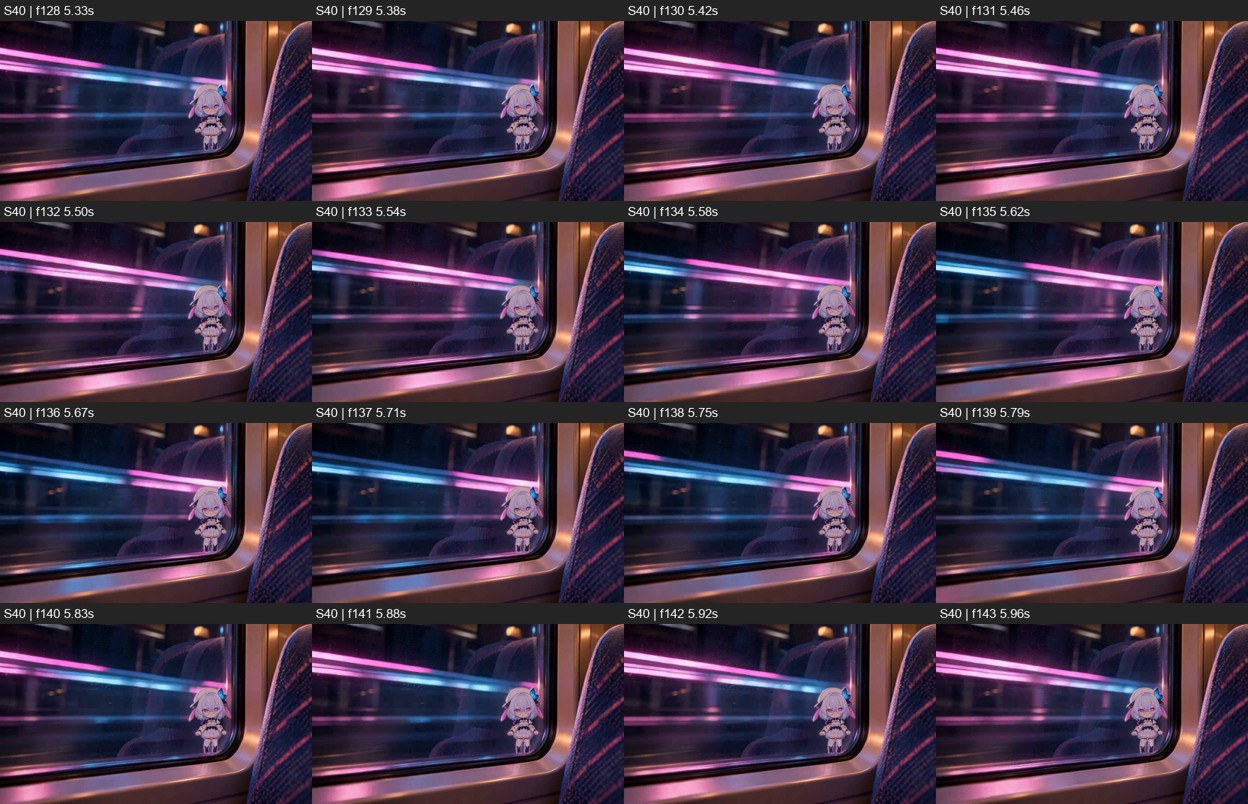 S40 | f128 5.33s
S40 | f129 5.38s
S40 | f130 5.42s
S40 | f131 5.46s
S40 | f132 5.50s
S40 | f133 5.54s
S40 | f134 5.58s
S40 | f135 5.62s
S40 | f136 5.67s
S40 | f137 5.71s
S40 | f138 5.75s
S40 | f139 5.79s
S40 | f140 5.83s
S40 | f141 5.88s
S40 | f142 5.92s
S40 | f143 5.96s